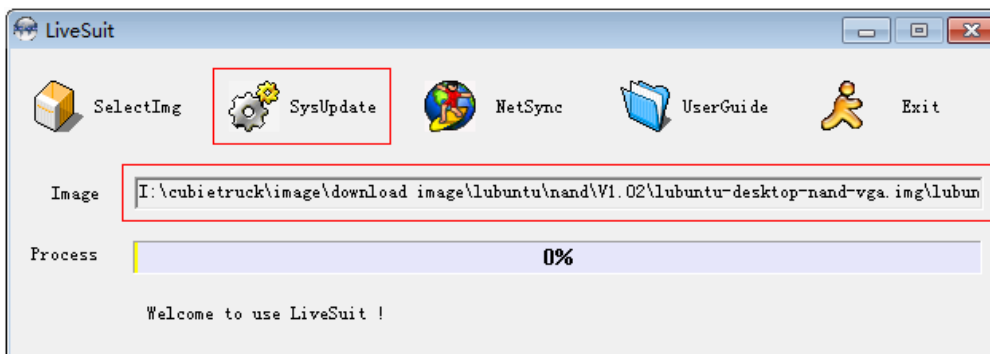 LiveSuit
SelectImg SysUpdate NetSync UserGuide Exit
Image I:\cubietruck\image\download image\lubuntu\nand\V1.02\lubuntu-desktop-nand-vga.img\lubun
Process 0%
Welcome to use LiveSuit !